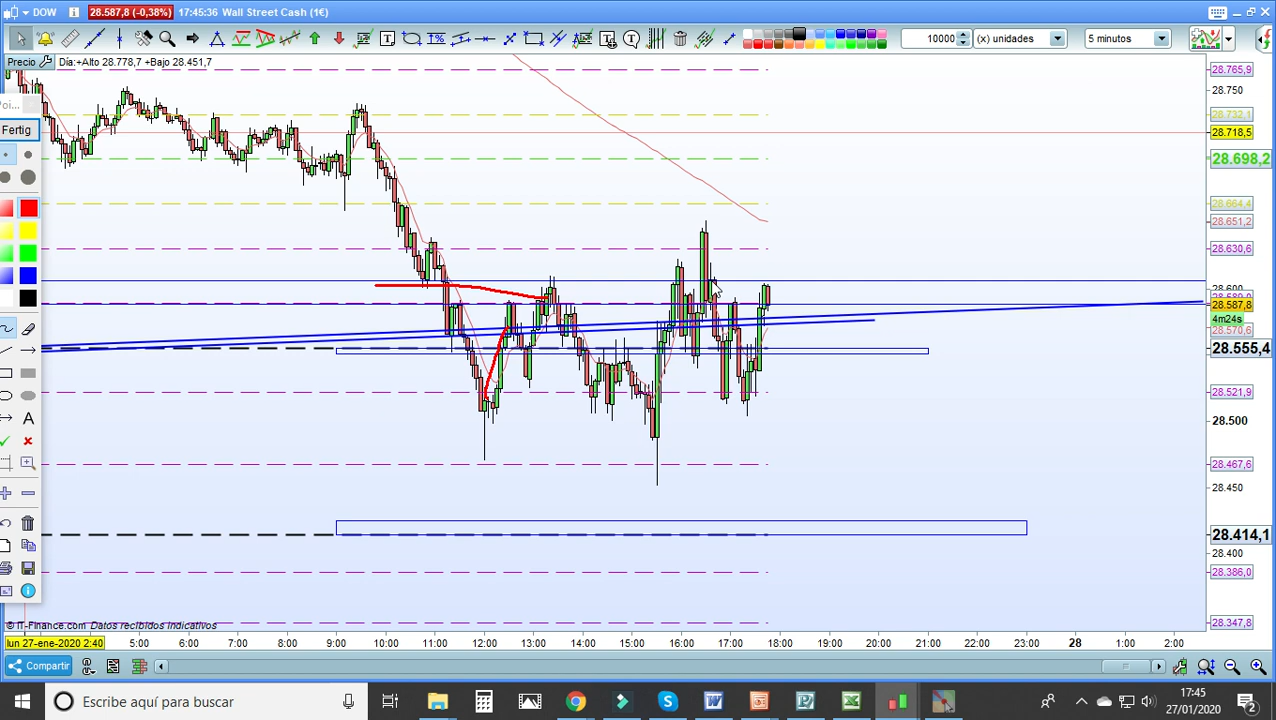 DOW
28.587,8 (-0,38%)
17:45:36
Wall Street Cash (1€)
10000
(x) unidades
5 minutos
Precio
Día:+Alto 28.776,7 +Bajo 28.451,7
Fertig
A
28.765,9
28.750
28.732,1
28.718,5
28.698,2
28.664,4
28.651,2
28.630,6
28.600
28.587,8
4m24s
28.570,6
28.555,4
28.521,9
28.500
28.467,6
28.450
28.414,1
28.400
28.386,0
28.347,8
© IT-Finance.com Datos recibidos indicativos
lun 27-ene-2020 2:40
5:00 6:00 7:00 8:00 9:00 10:00 11:00 12:00 13:00 14:00 15:00 16:00 17:00 18:00 19:00 20:00 21:00 22:00 23:00 28 1:00 2:00
Compartir
Escribe aquí para buscar
17:45
27/01/2020
2